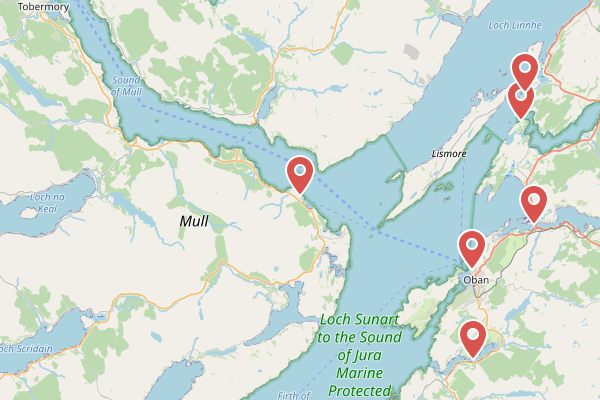 Tobermory
Loch Linnhe
Sound
of Mull
Lismore
Loch na
Keal
Mull
Oban
Loch Sunart
to the Sound
of Jura
Marine
Protected
och Scridain
Firth of